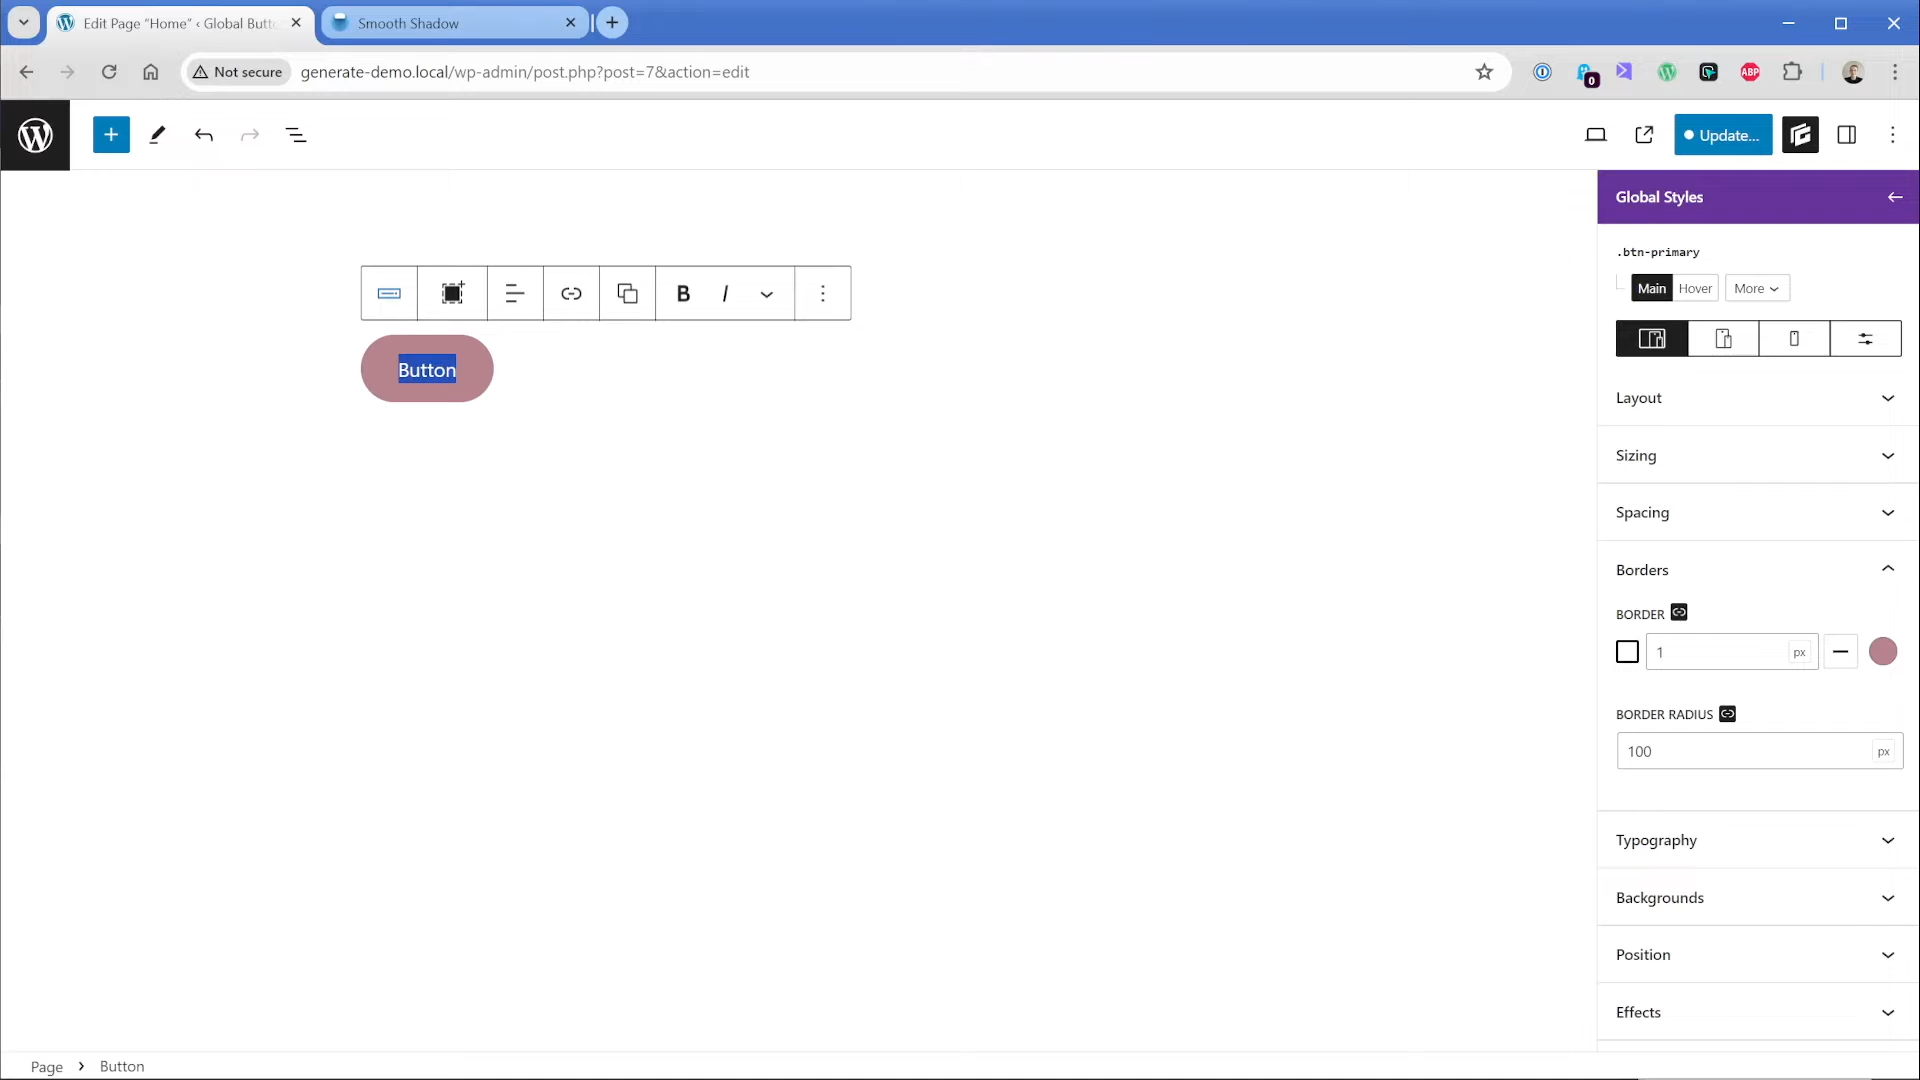 Edit Page “Home” ‹ Global Butt
Smooth Shadow
Not secure
generate-demo.local/wp-admin/post.php?post=7&action=edit
0
ABP
Update...
Global Styles
.btn-primary
Main
Hover
More
B I
Button
Layout
Sizing
Spacing
Borders
BORDER
1
px
BORDER RADIUS
100
px
Typography
Backgrounds
Position
Effects
Page
Button